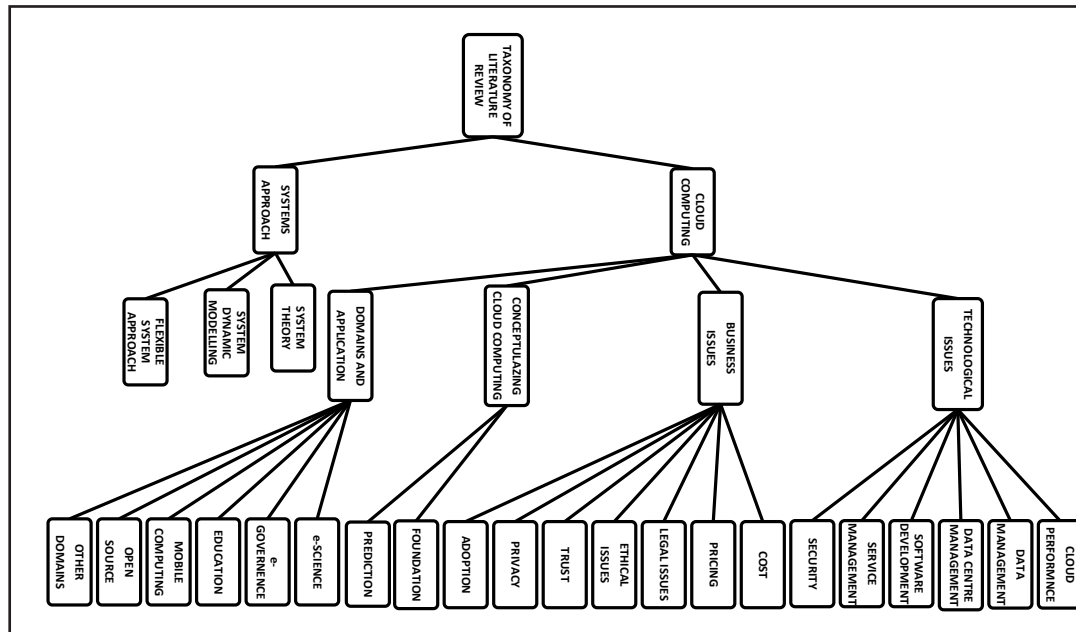 TAXONOMY OF
LITERATURE
REVIEW
SYSTEMS
APPROACH
CLOUD
COMPUTING
FLEXIBLE
SYSTEM
APPROACH
SYSTEM
DYNAMIC
MODELLING
SYSTEM
THEORY
DOMAINS AND
APPLICATION
CONCEPTULAZING
CLOUD COMPUTING
BUSINESS
ISSUES
TECHNOLOGICAL
ISSUES
OTHER
DOMAINS
OPEN
SOURCE
MOBILE
COMPUTING
EDUCATION
e-
GOVERNENCE
e-SCIENCE
PREDICTION
FOUNDATION
ADOPTION
PRIVACY
TRUST
ETHICAL
ISSUES
LEGAL ISSUES
PRICING
COST
SECURITY
SERVICE
MANAGEMENT
SOFTWARE
DEVELOPMENT
DATA CENTRE
MANAGEMENT
DATA
MANAGEMENT
CLOUD
PERFORMNCE